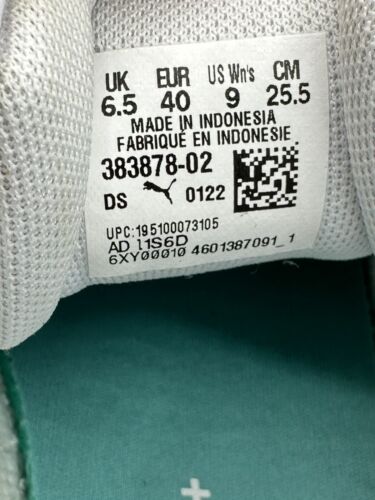 UK EUR US Wn's CM
6.5 40 9 25.5
MADE IN INDONESIA
FABRIQUÉ EN INDONESIE
383878-02
DS 0122
UPC:195100073105
AD 11S6D
6XY00010 4601387091_1